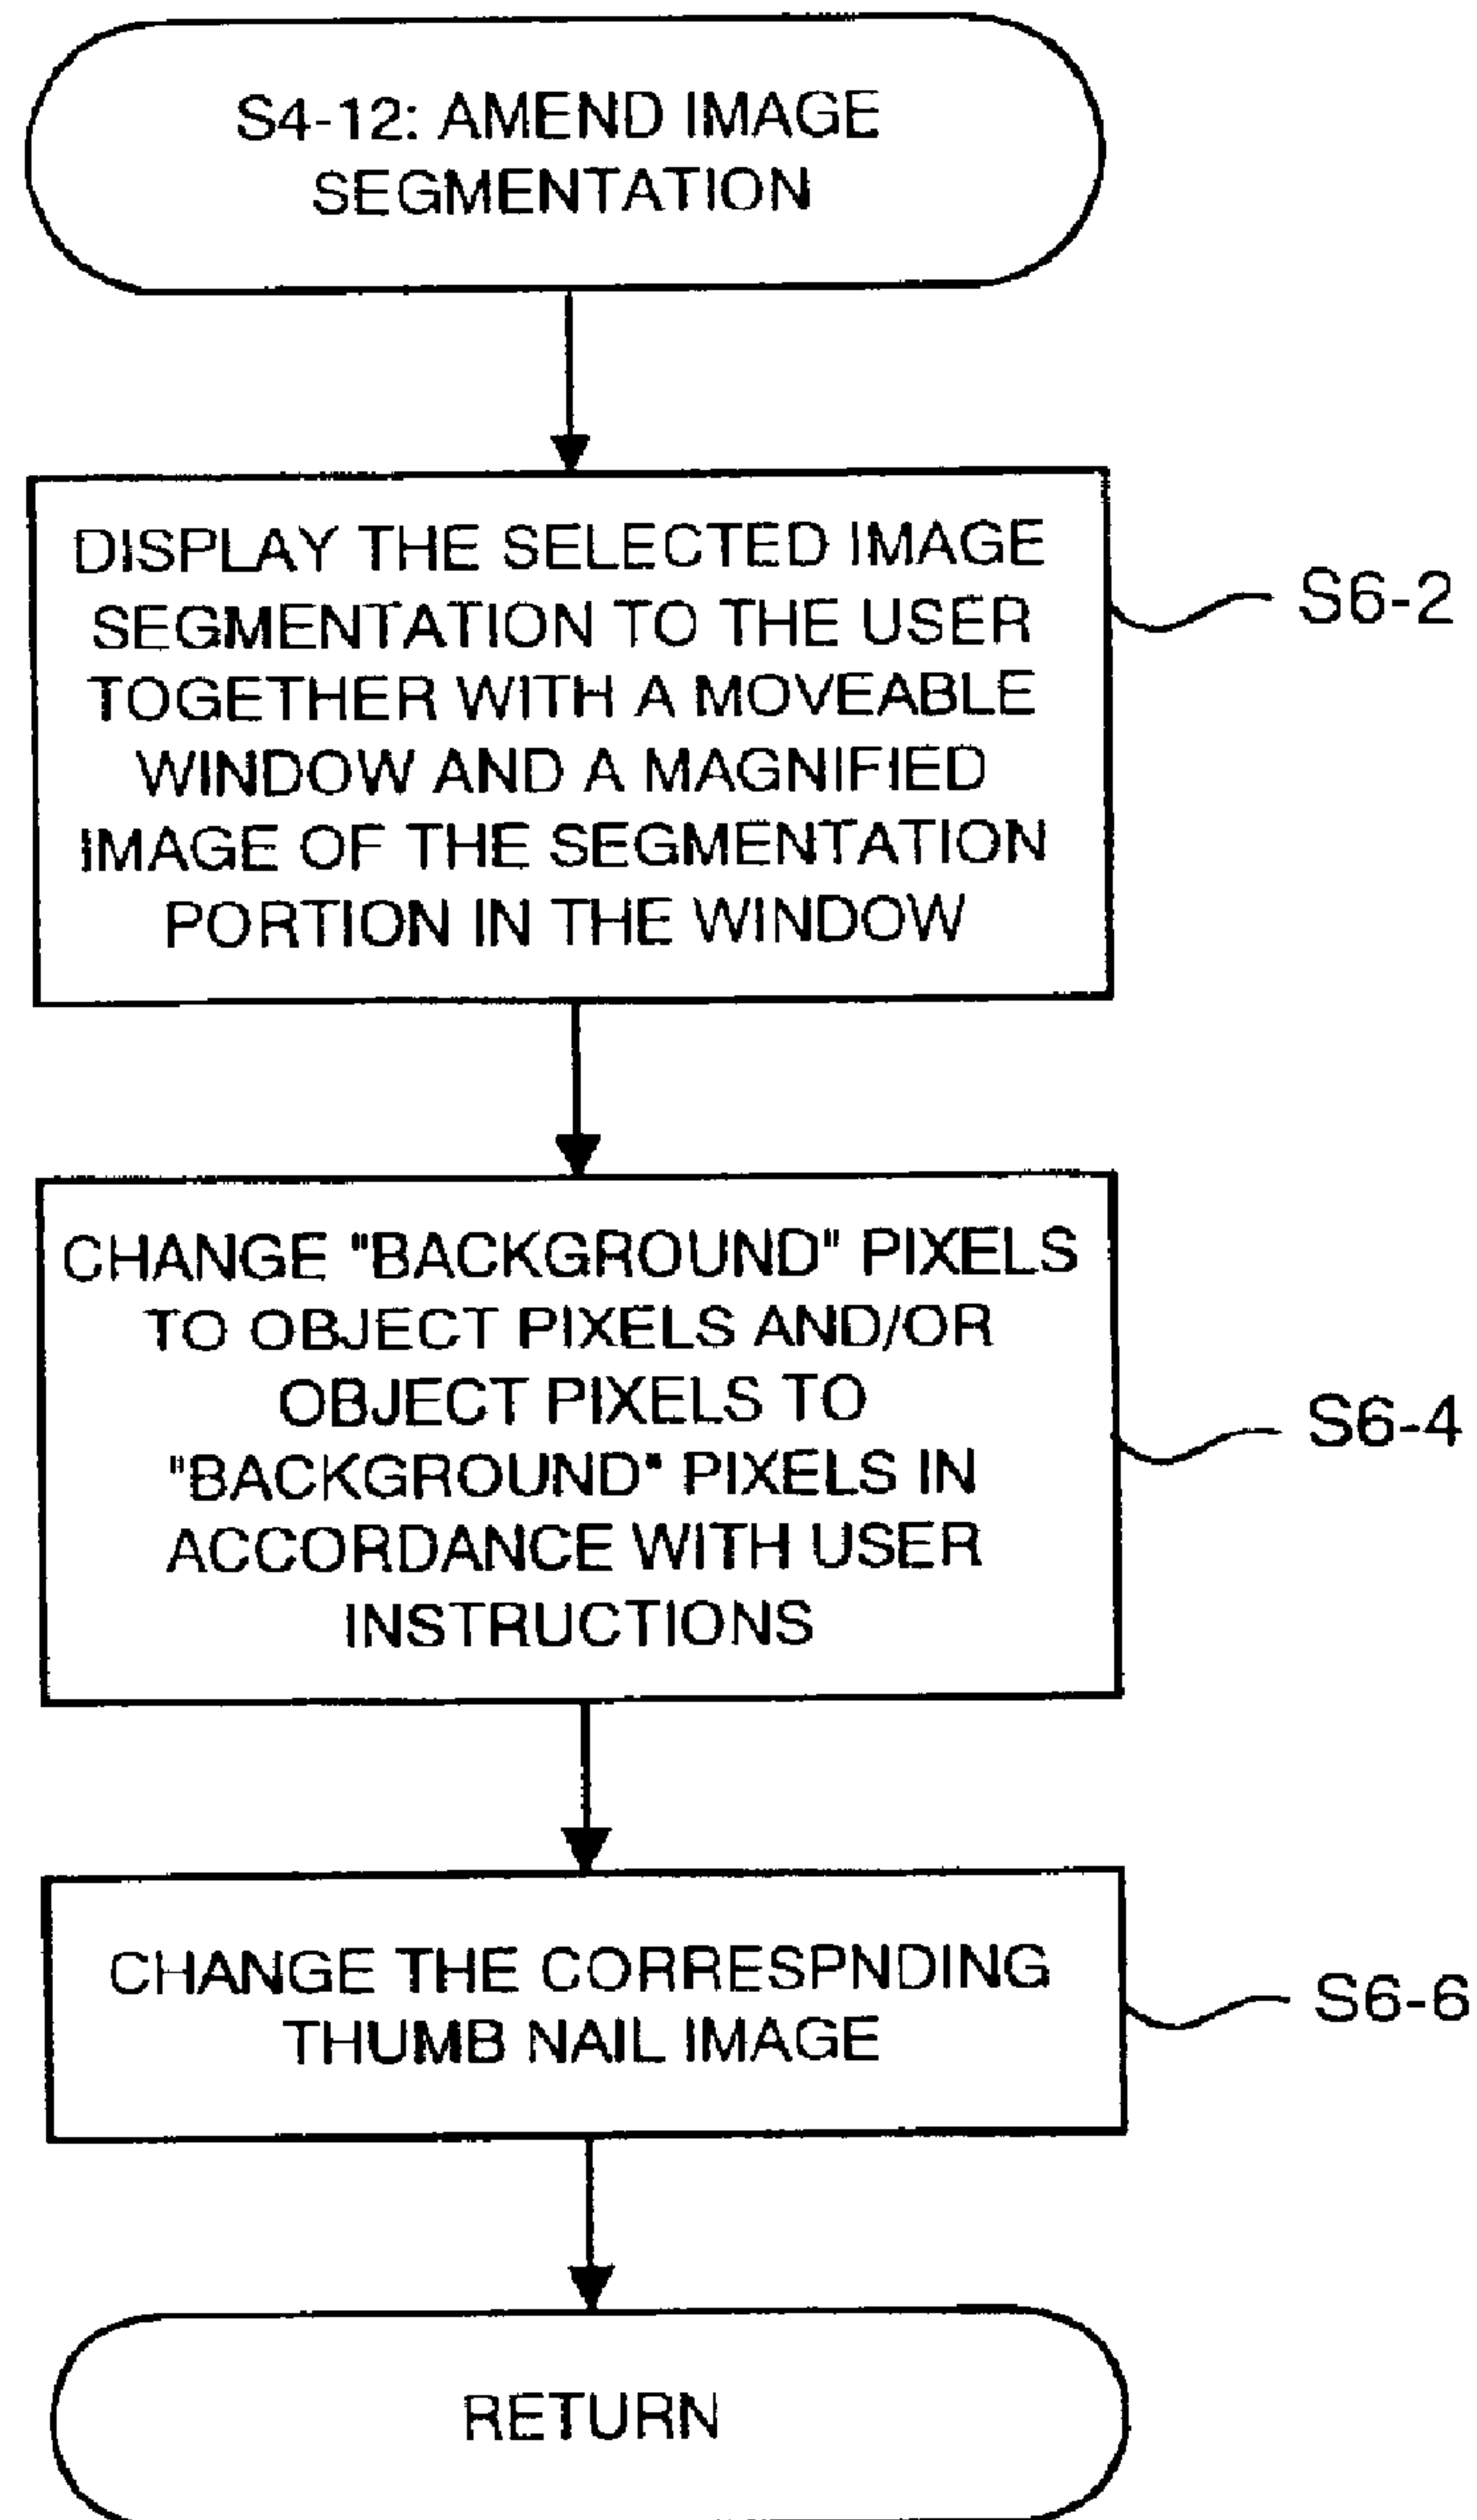 S4-12: AMEND IMAGE
SEGMENTATION
DISPLAY THE SELECTED IMAGE
SEGMENTATION TO THE USER
TOGETHER WITH A MOVEABLE
WINDOW AND A MAGNIFIED
IMAGE OF THE SEGMENTATION
PORTION IN THE WINDOW
S6-2
CHANGE "BACKGROUND" PIXELS
TO OBJECT PIXELS AND/OR
OBJECT PIXELS TO
"BACKGROUND" PIXELS IN
ACCORDANCE WITH USER
INSTRUCTIONS
S6-4
CHANGE THE CORRESPNDING
THUMB NAIL IMAGE
S6-6
RETURN